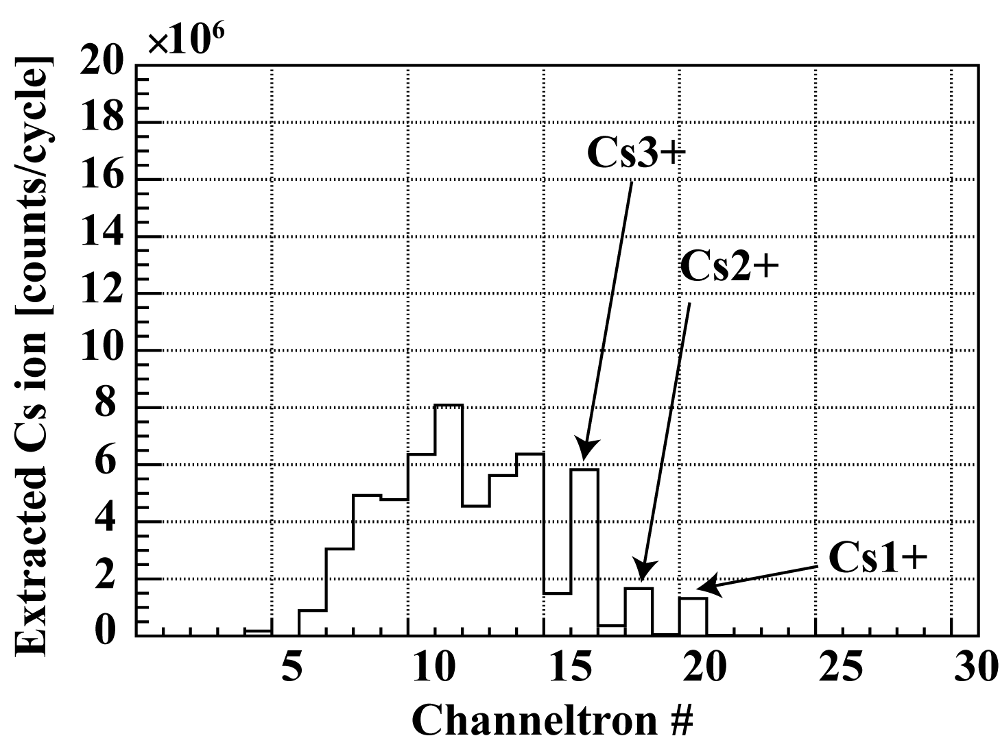 ×10⁶
20
18
16
14
12
10
8
6
4
2
0
Extracted Cs ion [counts/cycle]
Cs3+
Cs2+
Cs1+
5 10 15 20 25 30
Channeltron #